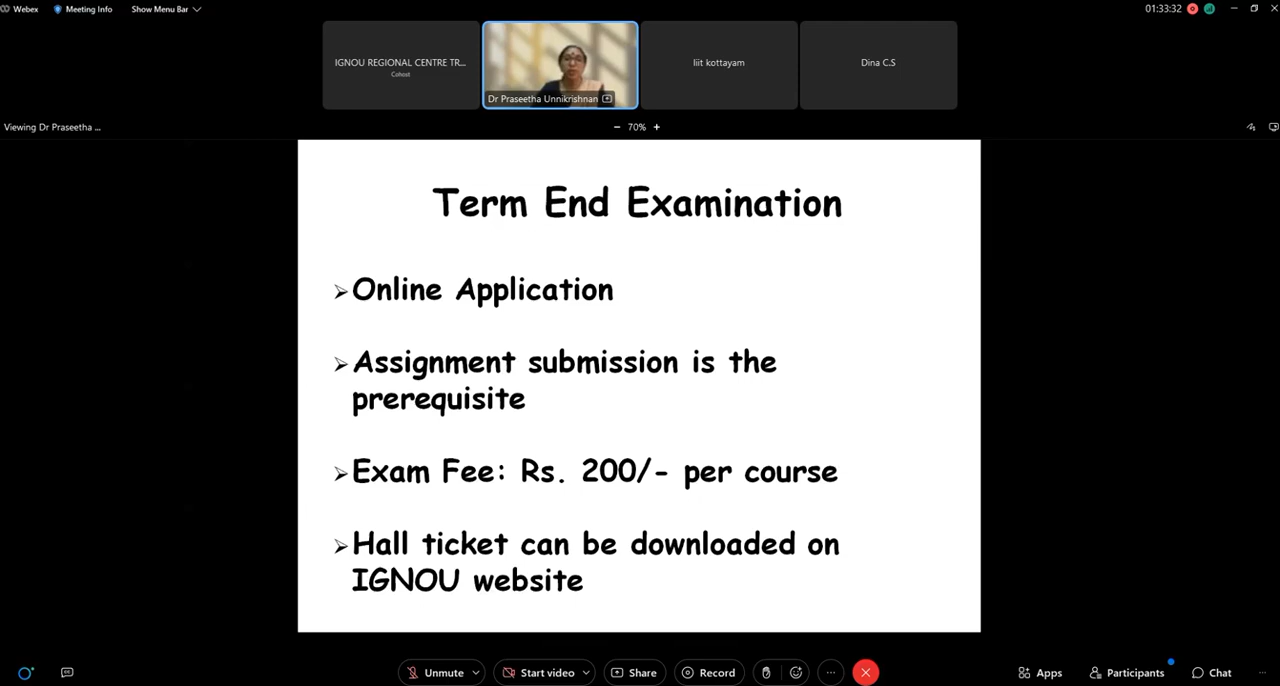 Webex
Meeting Info
Show Menu Bar
01:33:32
IGNOU REGIONAL CENTRE TR...
Cohost
Dr Praseetha Unnikrishnan
liit kottayam
Dina C.S
Viewing Dr Praseetha ...
− 70% +
Term End Examination
➢Online Application
➢Assignment submission is the
prerequisite
➢Exam Fee: Rs. 200/- per course
➢Hall ticket can be downloaded on
IGNOU website
Unmute
Start video
Share
Record
Apps
Participants
Chat